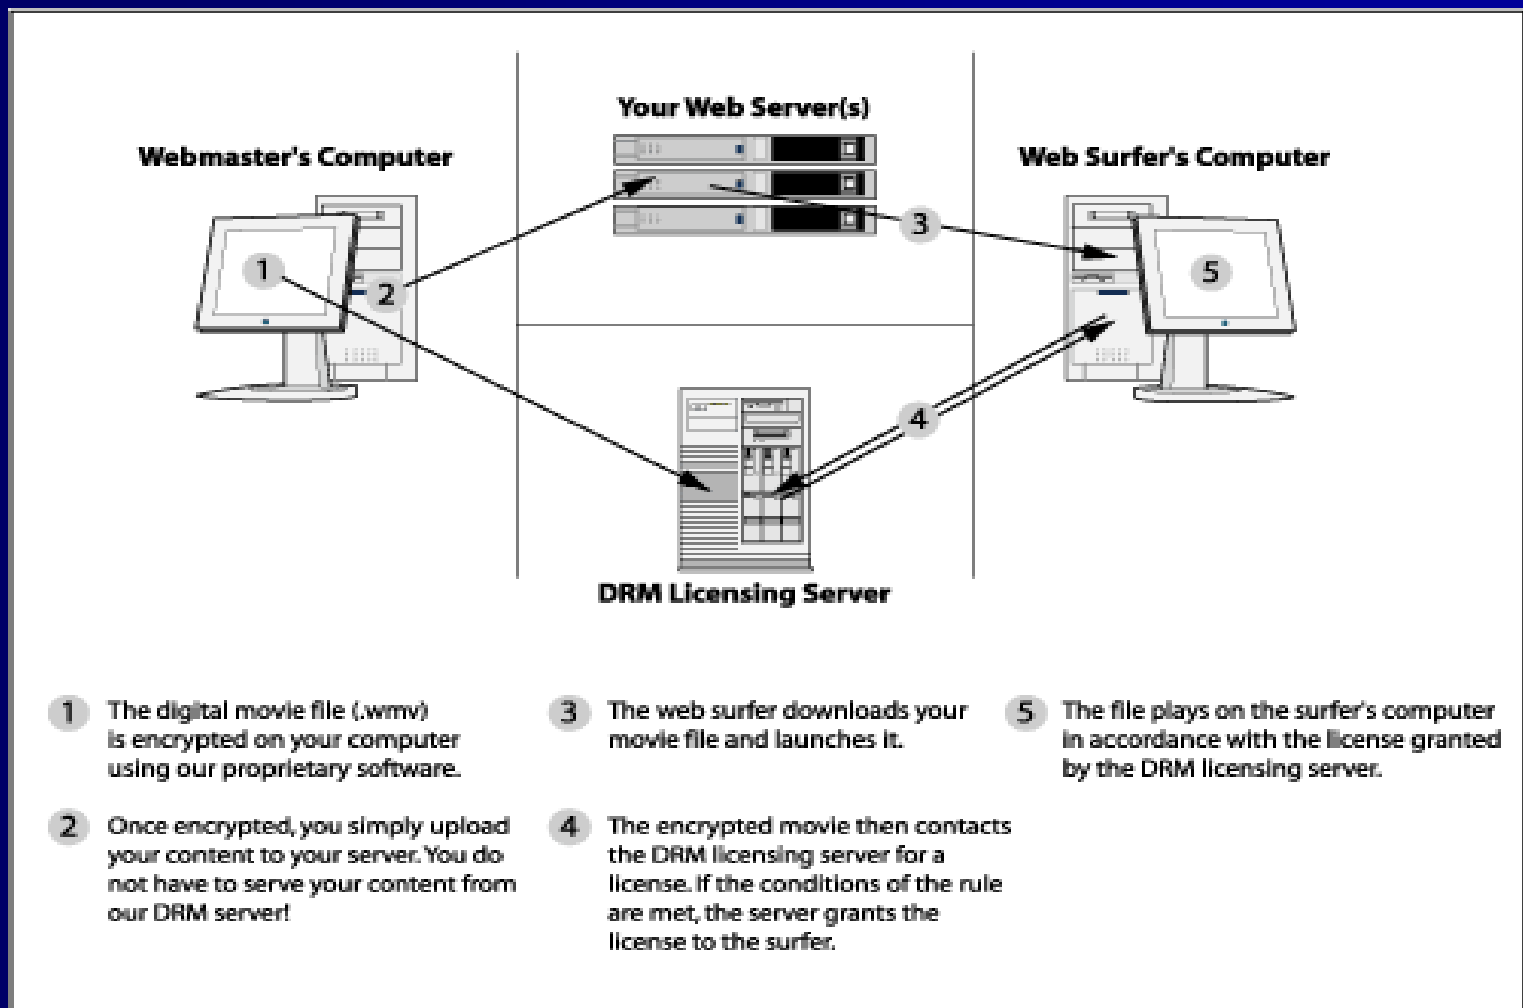 Your Web Server(s)
Webmaster's Computer
Web Surfer's Computer
1
2
3
5
4
DRM Licensing Server
1 The digital movie file (.wmv)
is encrypted on your computer
using our proprietary software.
2 Once encrypted, you simply upload
your content to your server. You do
not have to serve your content from
our DRM server!
3 The web surfer downloads your
movie file and launches it.
4 The encrypted movie then contacts
the DRM licensing server for a
license. If the conditions of the rule
are met, the server grants the
license to the surfer.
5 The file plays on the surfer's computer
in accordance with the license granted
by the DRM licensing server.